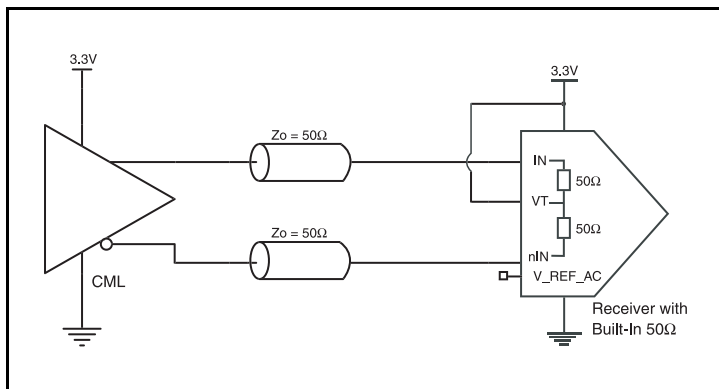 3.3V
3.3V
Zo = 50Ω
IN
50Ω
VT
50Ω
Zo = 50Ω
nIN
V_REF_AC
CML
Receiver with
Built-In 50Ω